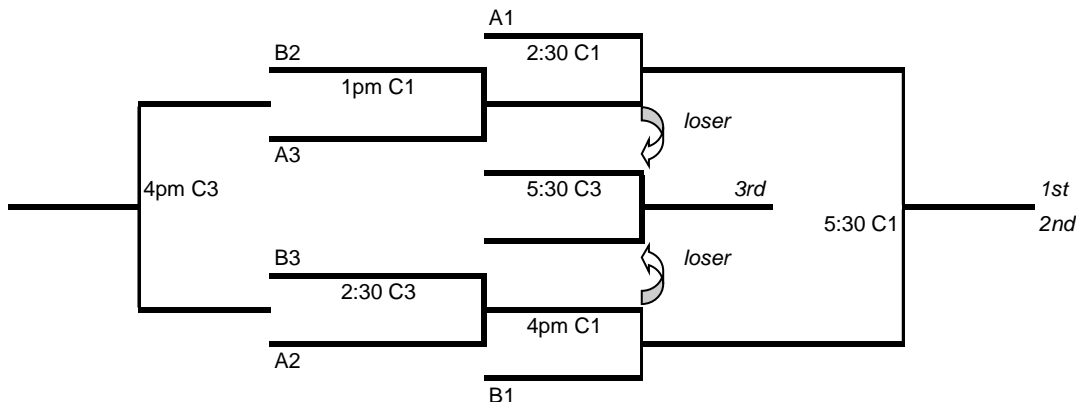 A1
B2
2:30 C1
1pm C1
loser
A3
4pm C3
5:30 C3
3rd
1st
5:30 C1
2nd
B3
loser
2:30 C3
4pm C1
A2
B1